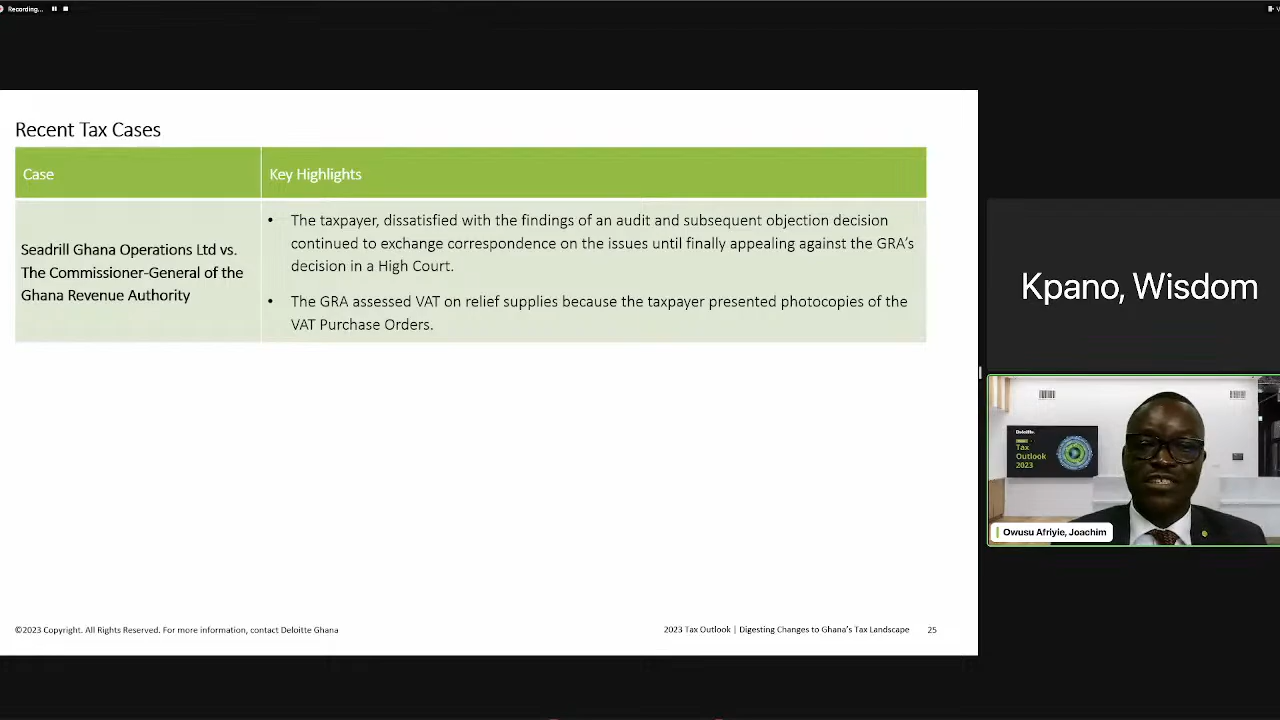 Recording...
Recent Tax Cases
Case
Key Highlights
Seadrill Ghana Operations Ltd vs.
The Commissioner-General of the
Ghana Revenue Authority
• The taxpayer, dissatisfied with the findings of an audit and subsequent objection decision
continued to exchange correspondence on the issues until finally appealing against the GRA's
decision in a High Court.
• The GRA assessed VAT on relief supplies because the taxpayer presented photocopies of the
VAT Purchase Orders.
©2023 Copyright. All Rights Reserved. For more information, contact Deloitte Ghana
2023 Tax Outlook | Digesting Changes to Ghana's Tax Landscape
25
Kpano, Wisdom
Deloitte.
Tax
Outlook
2023
Owusu Afriyie, Joachim